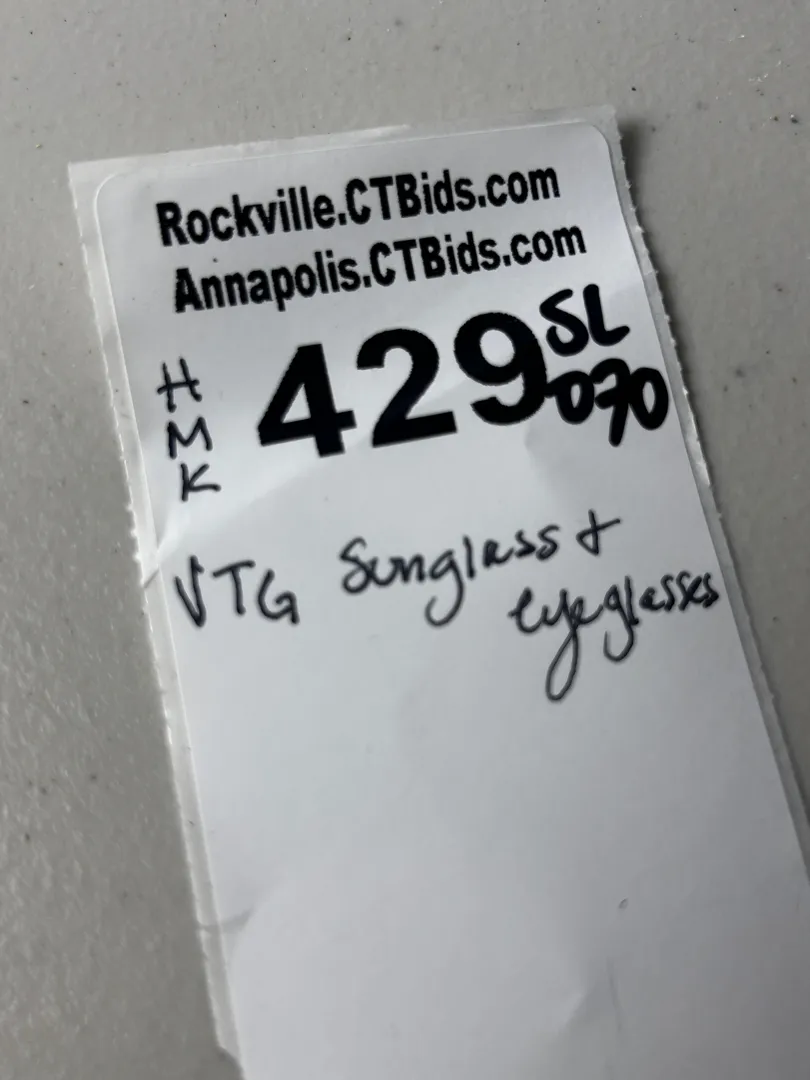 Rockville.CTBids.com
Annapolis.CTBids.com
H
M
K
429 SL
070
VTG Sunglass +
eyeglasses